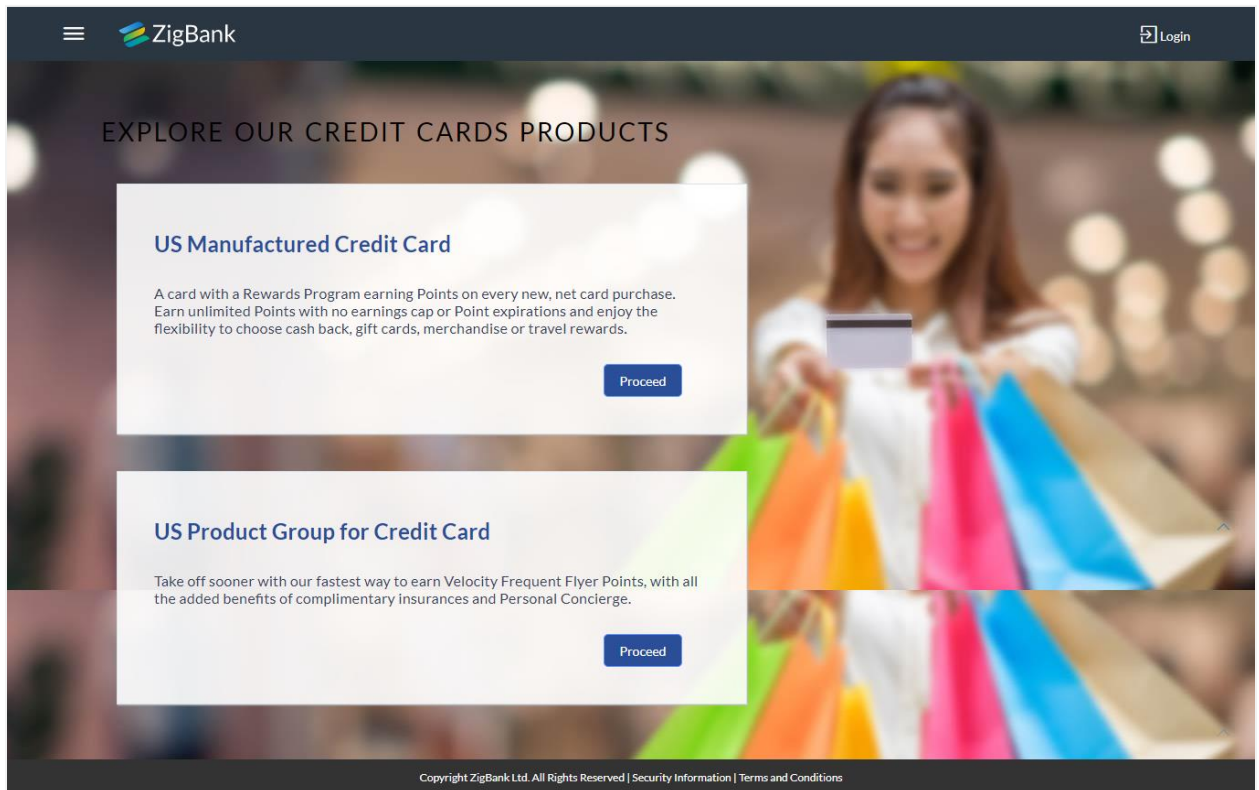 ZigBank
Login
EXPLORE OUR CREDIT CARDS PRODUCTS
US Manufactured Credit Card
A card with a Rewards Program earning Points on every new, net card purchase.
Earn unlimited Points with no earnings cap or Point expirations and enjoy the
flexibility to choose cash back, gift cards, merchandise or travel rewards.
Proceed
US Product Group for Credit Card
Take off sooner with our fastest way to earn Velocity Frequent Flyer Points, with all
the added benefits of complimentary insurances and Personal Concierge.
Proceed
Copyright ZigBank Ltd. All Rights Reserved | Security Information | Terms and Conditions